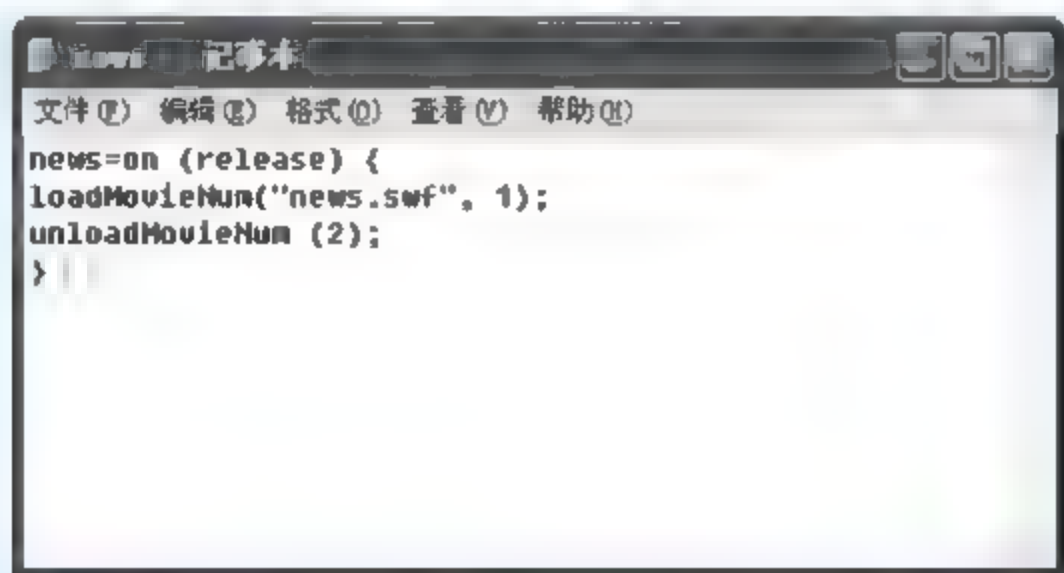 记事本
文件(F) 编辑(E) 格式(O) 查看(V) 帮助(H)
news=on (release) {
loadMovieNum("news.swf", 1);
unloadMovieNum (2);
}